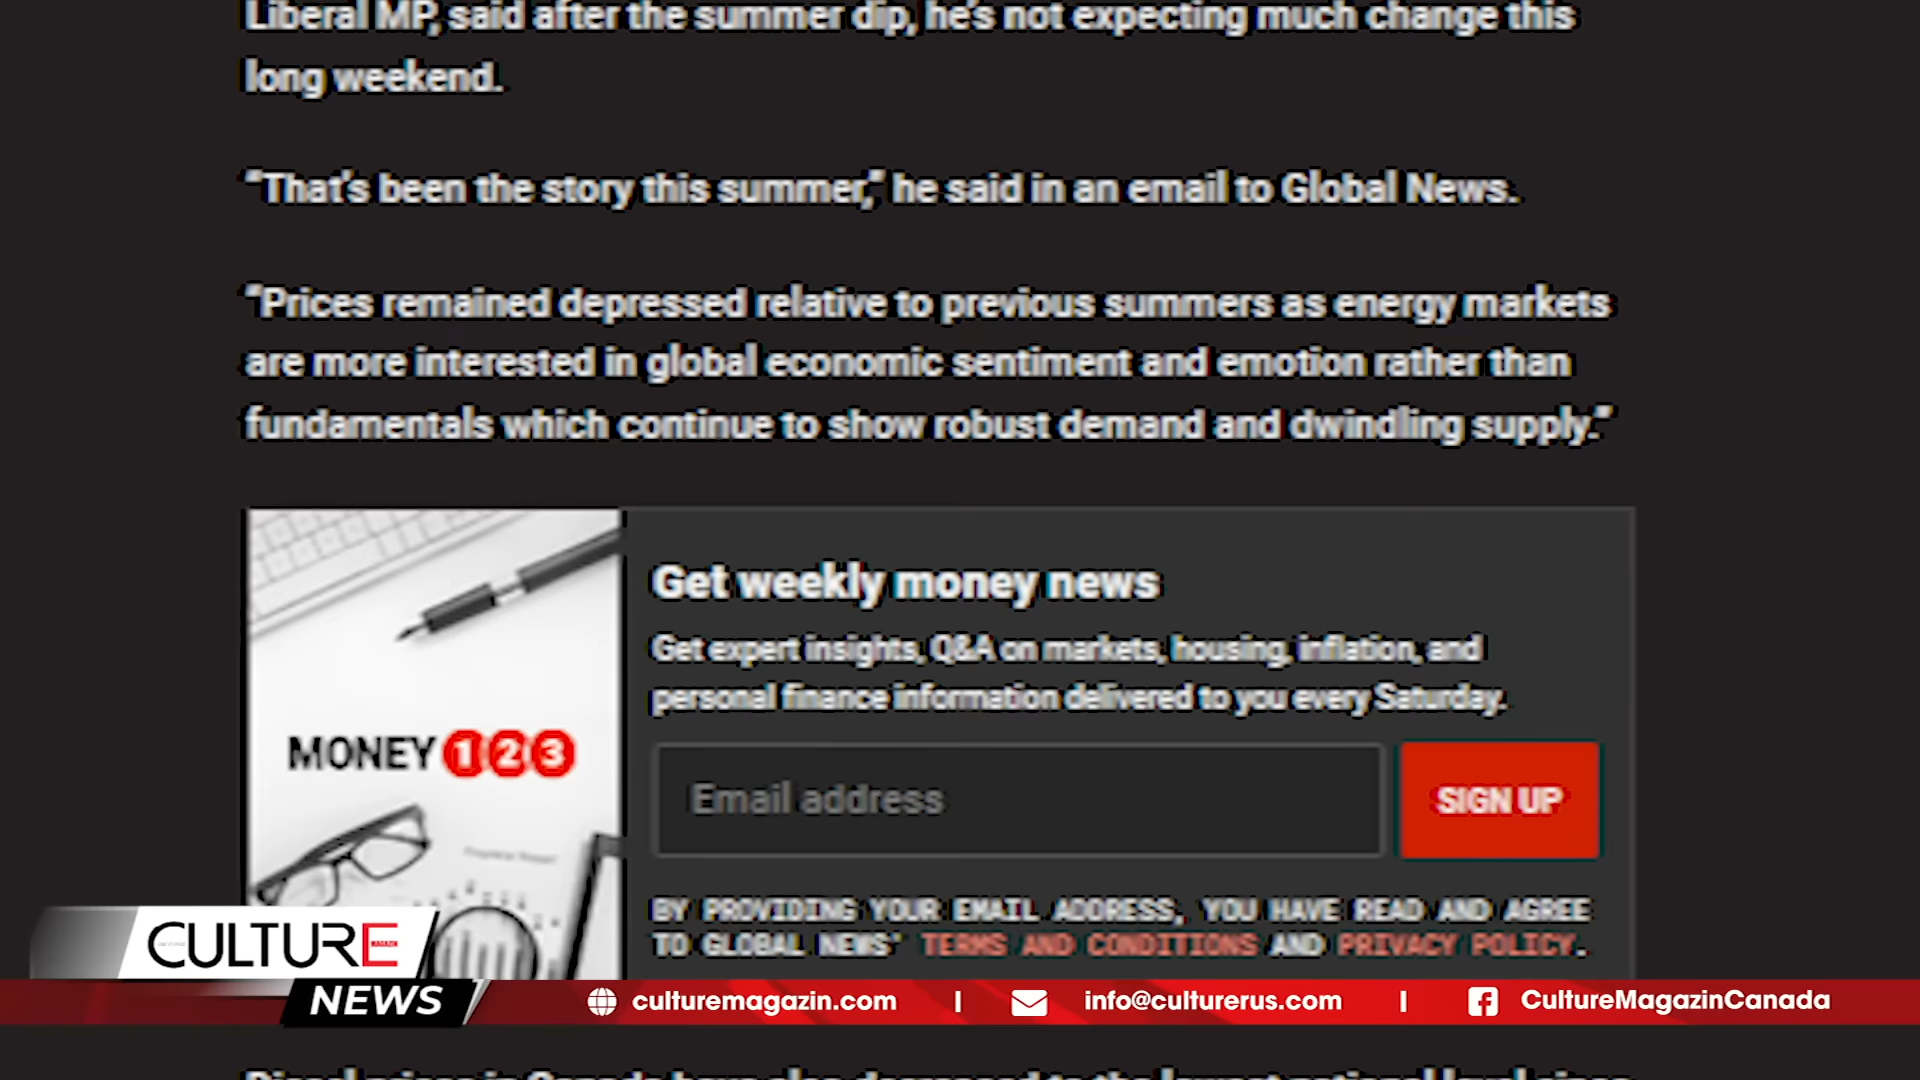 Liberal MP, said after the summer dip, he's not expecting much change this
long weekend.
“That's been the story this summer,” he said in an email to Global News.
“Prices remained depressed relative to previous summers as energy markets
are more interested in global economic sentiment and emotion rather than
fundamentals which continue to show robust demand and dwindling supply.”
MONEY 123
Get weekly money news
Get expert insights, Q&A on markets, housing, inflation, and
personal finance information delivered to you every Saturday.
Email address
SIGN UP
BY PROVIDING YOUR EMAIL ADDRESS, YOU HAVE READ AND AGREE
TO GLOBAL NEWS' TERMS AND CONDITIONS AND PRIVACY POLICY.
CULTURE
NEWS
culturemagazin.com | info@culturerus.com | CultureMagazinCanada